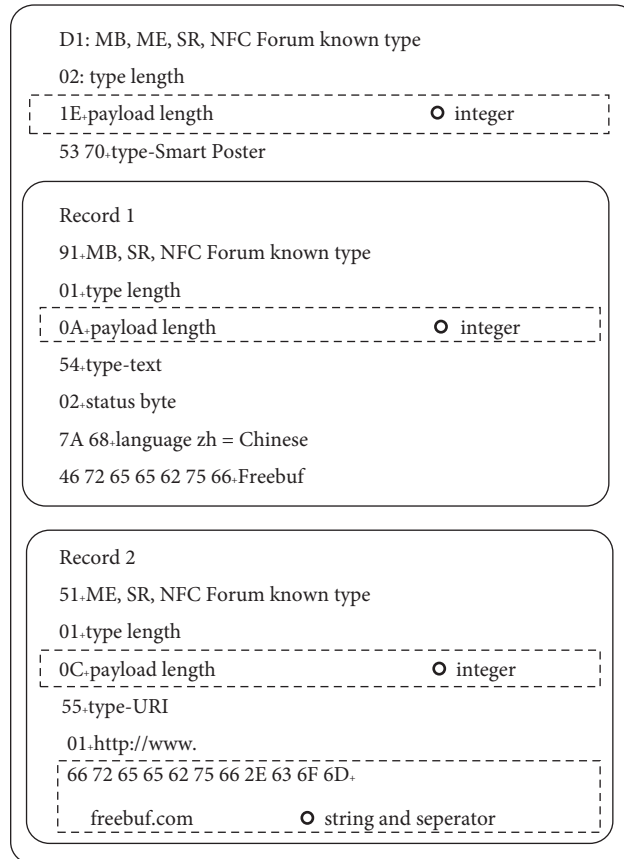 D1: MB, ME, SR, NFC Forum known type
02: type length
1E+payload length integer
53 70+type-Smart Poster
Record 1
91+MB, SR, NFC Forum known type
01+type length
0A+payload length integer
54+type-text
02+status byte
7A 68+language zh = Chinese
46 72 65 65 62 75 66+Freebuf
Record 2
51+ME, SR, NFC Forum known type
01+type length
0C+payload length integer
55+type-URI
01+http://www.
66 72 65 65 62 75 66 2E 63 6F 6D+
freebuf.com string and seperator